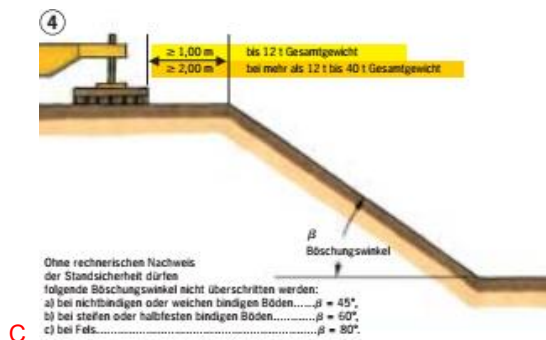 4
≥ 1,00 m bis 12 t Gesamtgewicht
≥ 2,00 m bei mehr als 12 t bis 40 t Gesamtgewicht
β
Böschungswinkel
Ohne rechnerischen Nachweis
der Standsicherheit dürfen
folgende Böschungswinkel nicht überschritten werden:
a) bei nichtbindigen oder weichen bindigen Böden......β = 45°,
b) bei steifen oder halbfesten bindigen Böden............β = 60°,
c) bei Fels................................................................β = 80°.
C